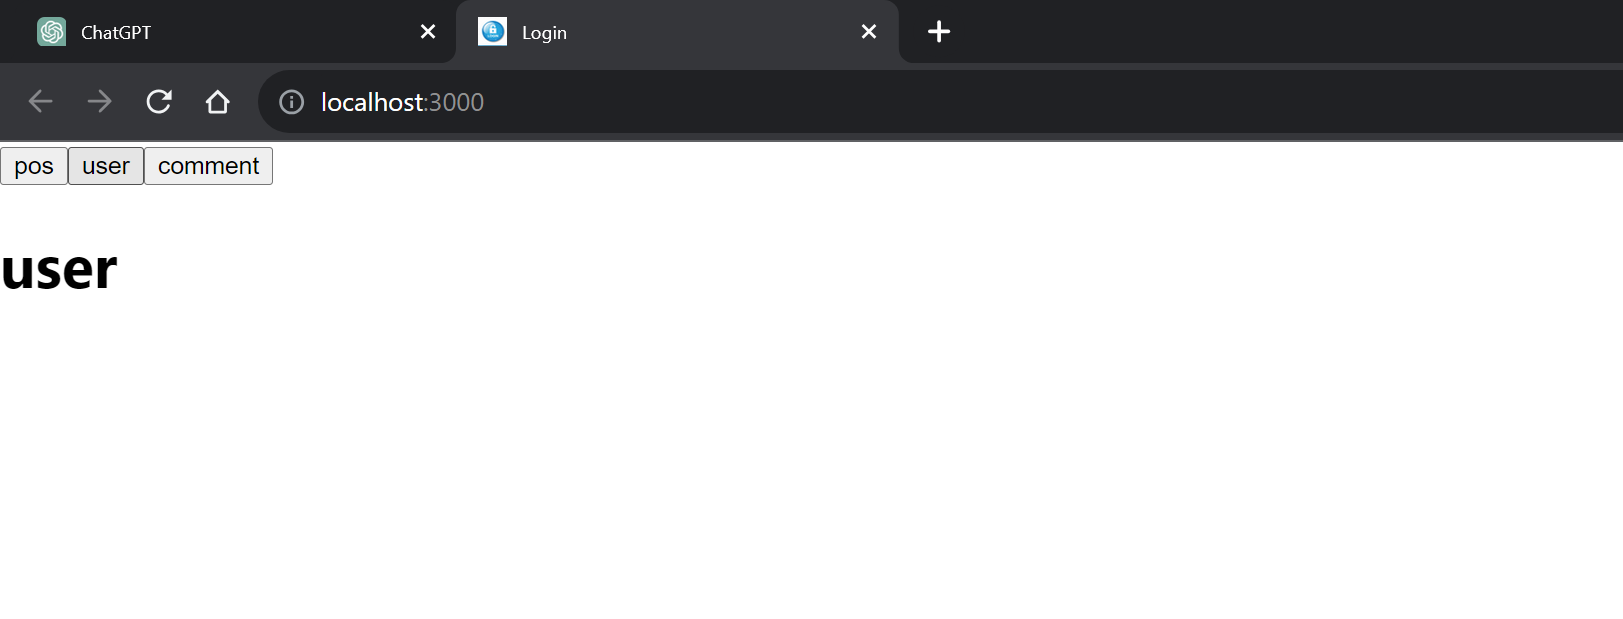 ChatGPT
Login
localhost:3000
pos user comment
user